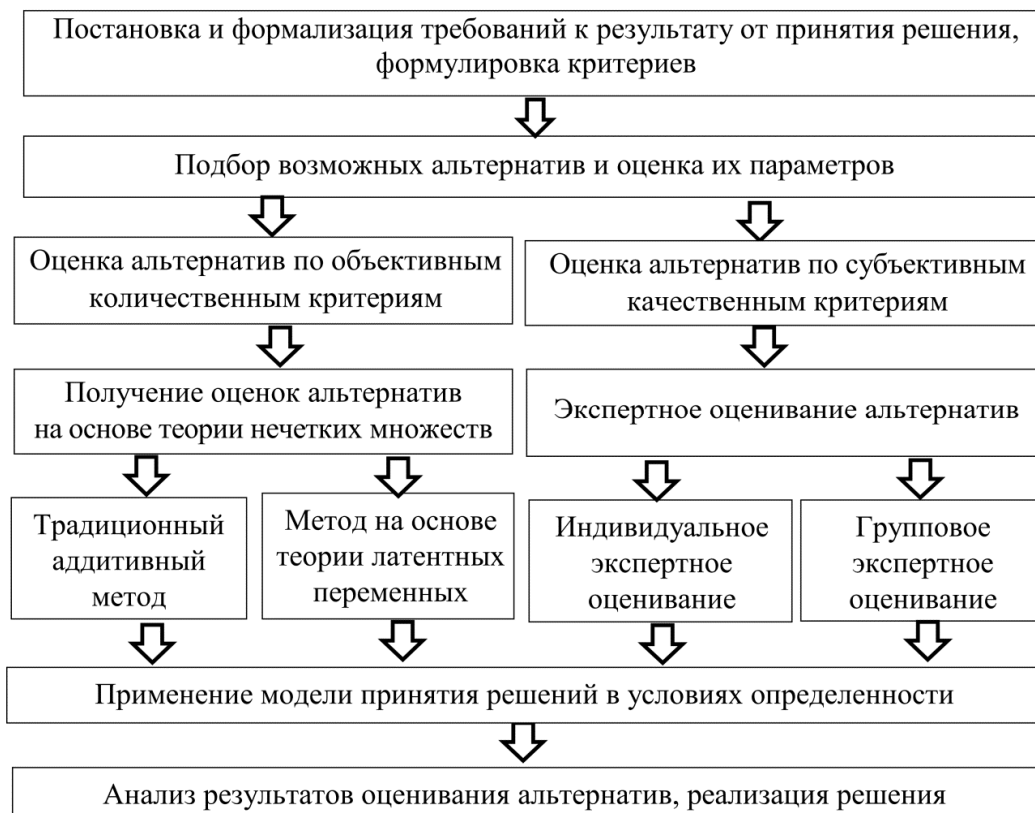 Постановка и формализация требований к результату от принятия решения,
формулировка критериев
Подбор возможных альтернатив и оценка их параметров
Оценка альтернатив по объективным
количественным критериям
Оценка альтернатив по субъективным
качественным критериям
Получение оценок альтернатив
на основе теории нечетких множеств
Экспертное оценивание альтернатив
Традиционный
аддитивный
метод
Метод на основе
теории латентных
переменных
Индивидуальное
экспертное
оценивание
Групповое
экспертное
оценивание
Применение модели принятия решений в условиях определенности
Анализ результатов оценивания альтернатив, реализация решения